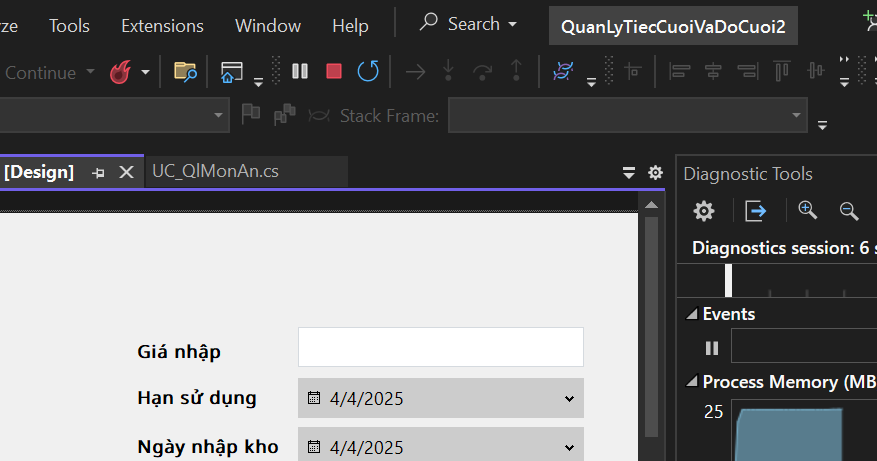 Tools Extensions Window Help Search QuanLyTiecCuoiVaDoCuoi2
Continue
Stack Frame:
[Design] UC_QlMonAn.cs
Diagnostic Tools
Diagnostics session: 6
Events
Giá nhập
Hạn sử dụng 4/4/2025
Process Memory (MB
25
Ngày nhập kho 4/4/2025